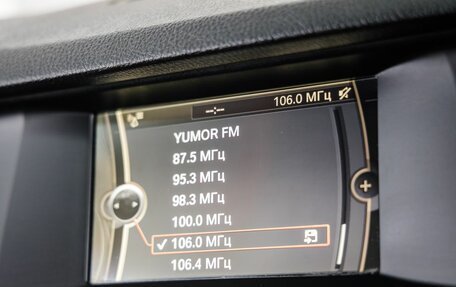 --:-- 106.0 МГц
YUMOR FM
87.5 МГц
95.3 МГц
98.3 МГц
100.0 МГц
106.0 МГц
106.4 МГц